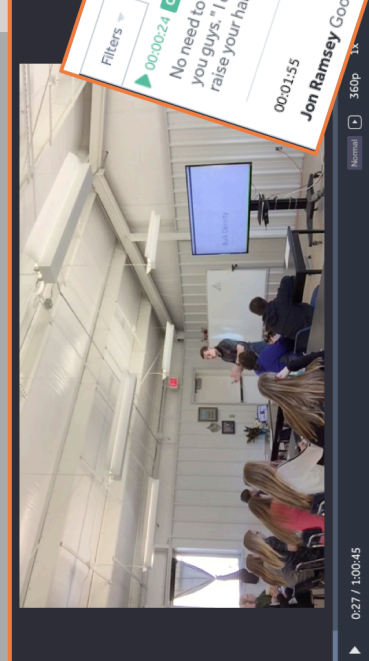 Filters
00:00:24
No need to
you guys." I
raise your ha
00:01:55
Jon Ramsey Goo
0:27 / 1:00:45
Normal
360p
1x